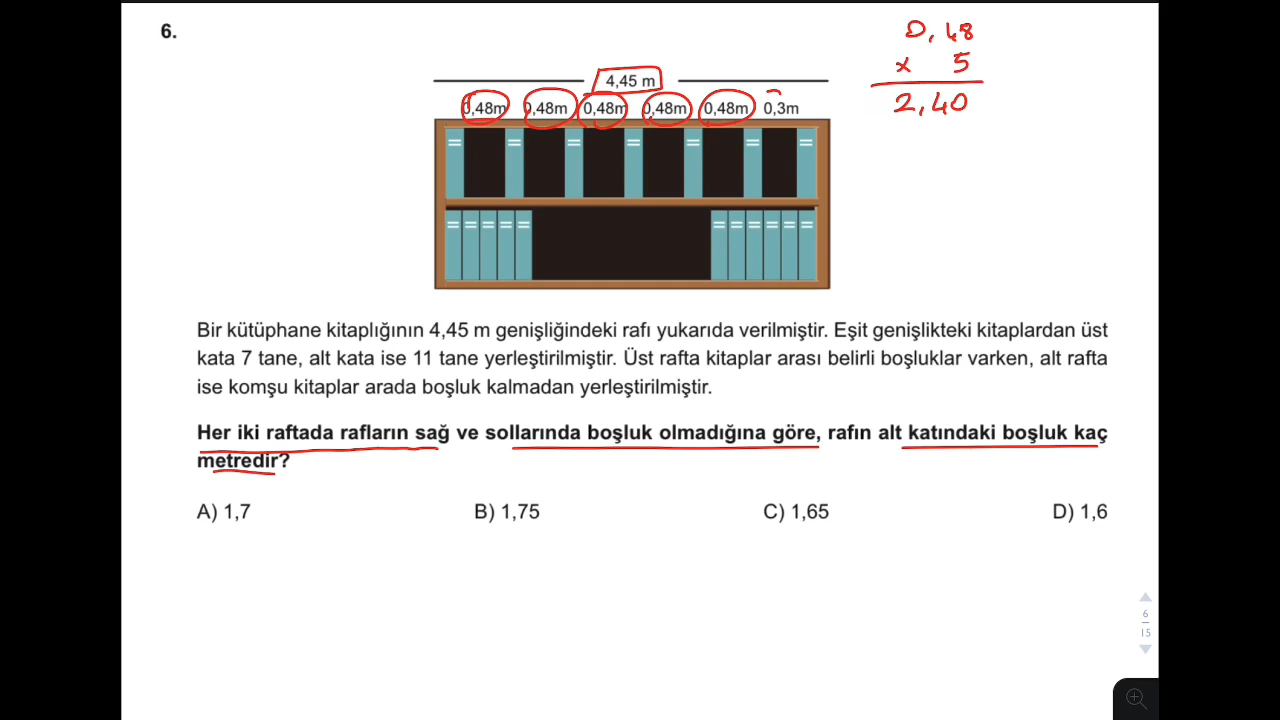 6.
0,48
x 5
2,40
4,45 m
0,48m 0,48m 0,48m 0,48m 0,48m 0,3m
Bir kütüphane kitaplığının 4,45 m genişliğindeki rafı yukarıda verilmiştir. Eşit genişlikteki kitaplardan üst
kata 7 tane, alt kata ise 11 tane yerleştirilmiştir. Üst rafta kitaplar arası belirli boşluklar varken, alt rafta
ise komşu kitaplar arada boşluk kalmadan yerleştirilmiştir.
Her iki raftada rafların sağ ve sollarında boşluk olmadığına göre, rafın alt katındaki boşluk kaç
metredir?
A) 1,7 B) 1,75 C) 1,65 D) 1,6
6
15